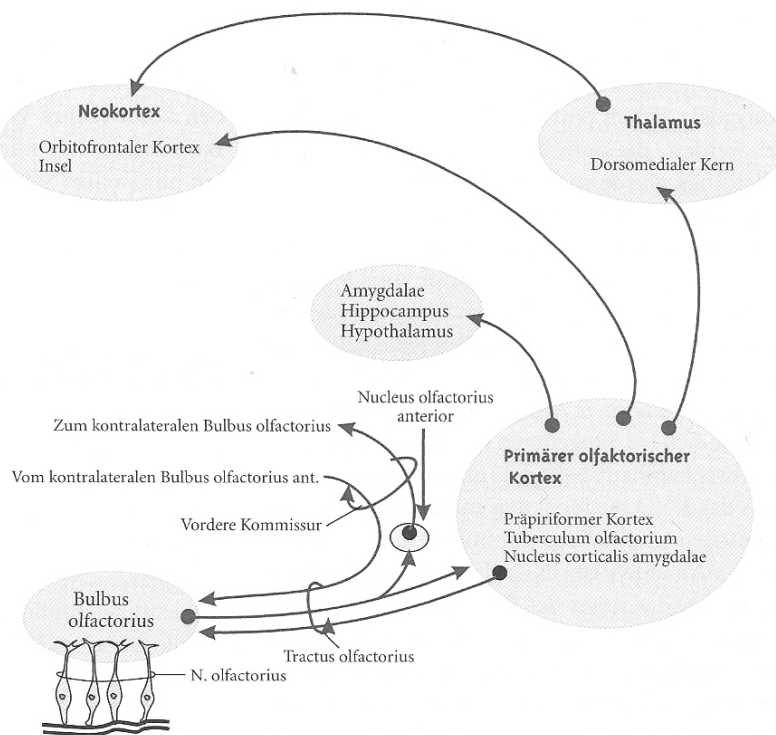 Neokortex
Orbitofrontaler Kortex
Insel
Thalamus
Dorsomedialer Kern
Amygdalae
Hippocampus
Hypothalamus
Nucleus olfactorius
anterior
Zum kontralateralen Bulbus olfactorius
Vom kontralateralen Bulbus olfactorius ant.
Vordere Kommissur
Primärer olfaktorischer
Kortex
Präpiriformer Kortex
Tuberculum olfactorium
Nucleus corticalis amygdalae
Bulbus
olfactorius
Tractus olfactorius
N. olfactorius